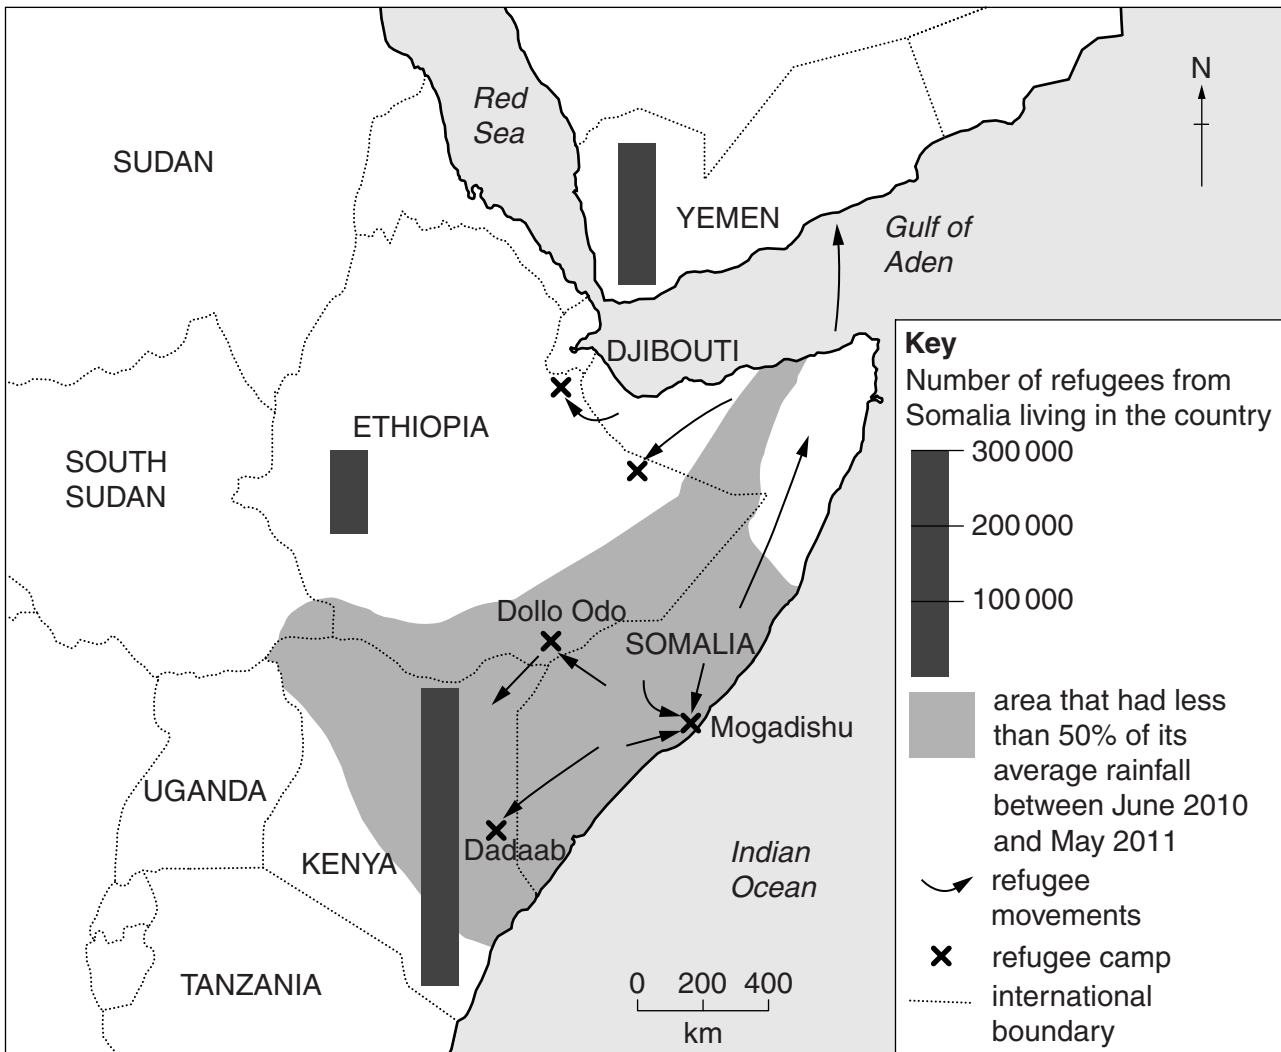 Red
Sea
N
SUDAN
YEMEN
Gulf of
Aden
DJIBOUTI
ETHIOPIA
SOUTH
SUDAN
Dollo Odo
SOMALIA
Mogadishu
UGANDA
KENYA
Dadaab
Indian
Ocean
TANZANIA
0 200 400
km
Key
Number of refugees from
Somalia living in the country
300 000
200 000
100 000
area that had less
than 50% of its
average rainfall
between June 2010
and May 2011
refugee
movements
refugee camp
international
boundary